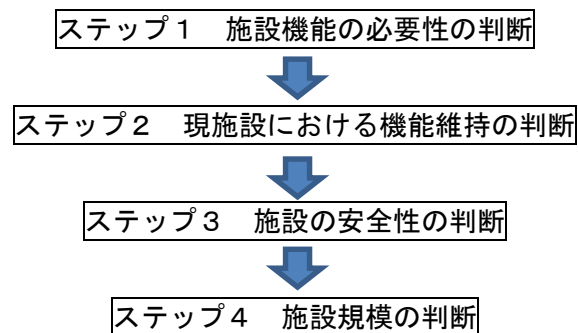 ステップ1　施設機能の必要性の判断
ステップ2　現施設における機能維持の判断
ステップ3　施設の安全性の判断
ステップ4　施設規模の判断